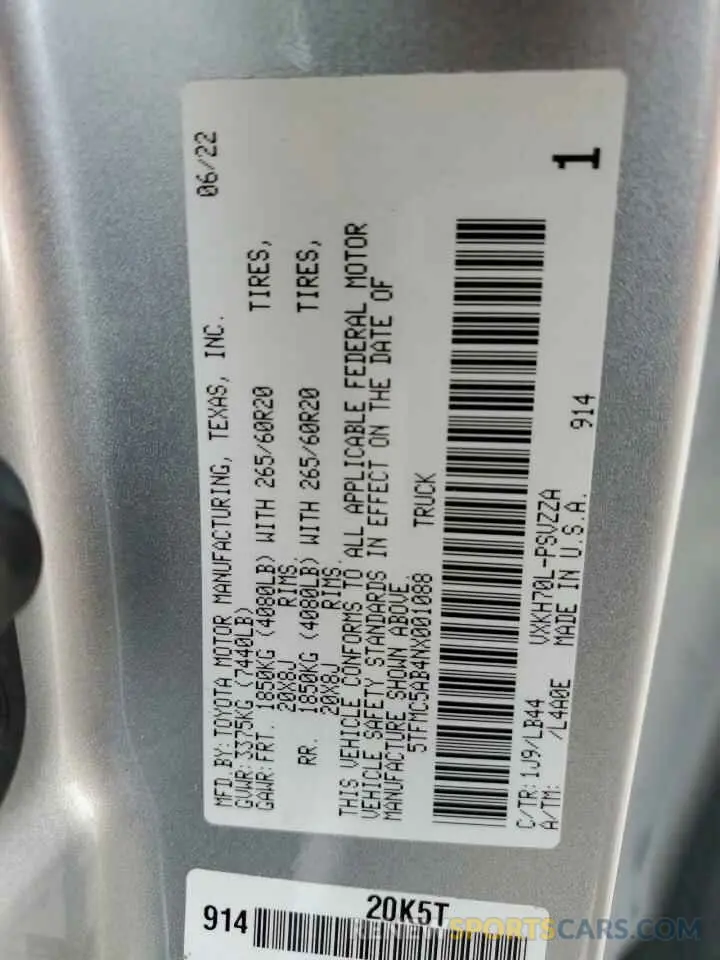 MFD.BY:TOYOTA MOTOR MANUFACTURING, TEXAS, INC. 06/22
GVWR:3375KG (7440LB)
GAWR:FRT. 1850KG (4080LB) WITH 265/60R20 TIRES,
20X8J RIMS.
RR. 1850KG (4080LB) WITH 265/60R20 TIRES,
20X8J RIMS.
THIS VEHICLE CONFORMS TO ALL APPLICABLE FEDERAL MOTOR
VEHICLE SAFETY STANDARDS IN EFFECT ON THE DATE OF
MANUFACTURE SHOWN ABOVE.
5TFMC5AB4NX001088 TRUCK
C/TR:1J9/LB44 VXKH70L-PSVZZA 914
A/TM: /L4A0E MADE IN U.S.A.
1
914 20K5T
REVIEWSPORTSCARS.COM